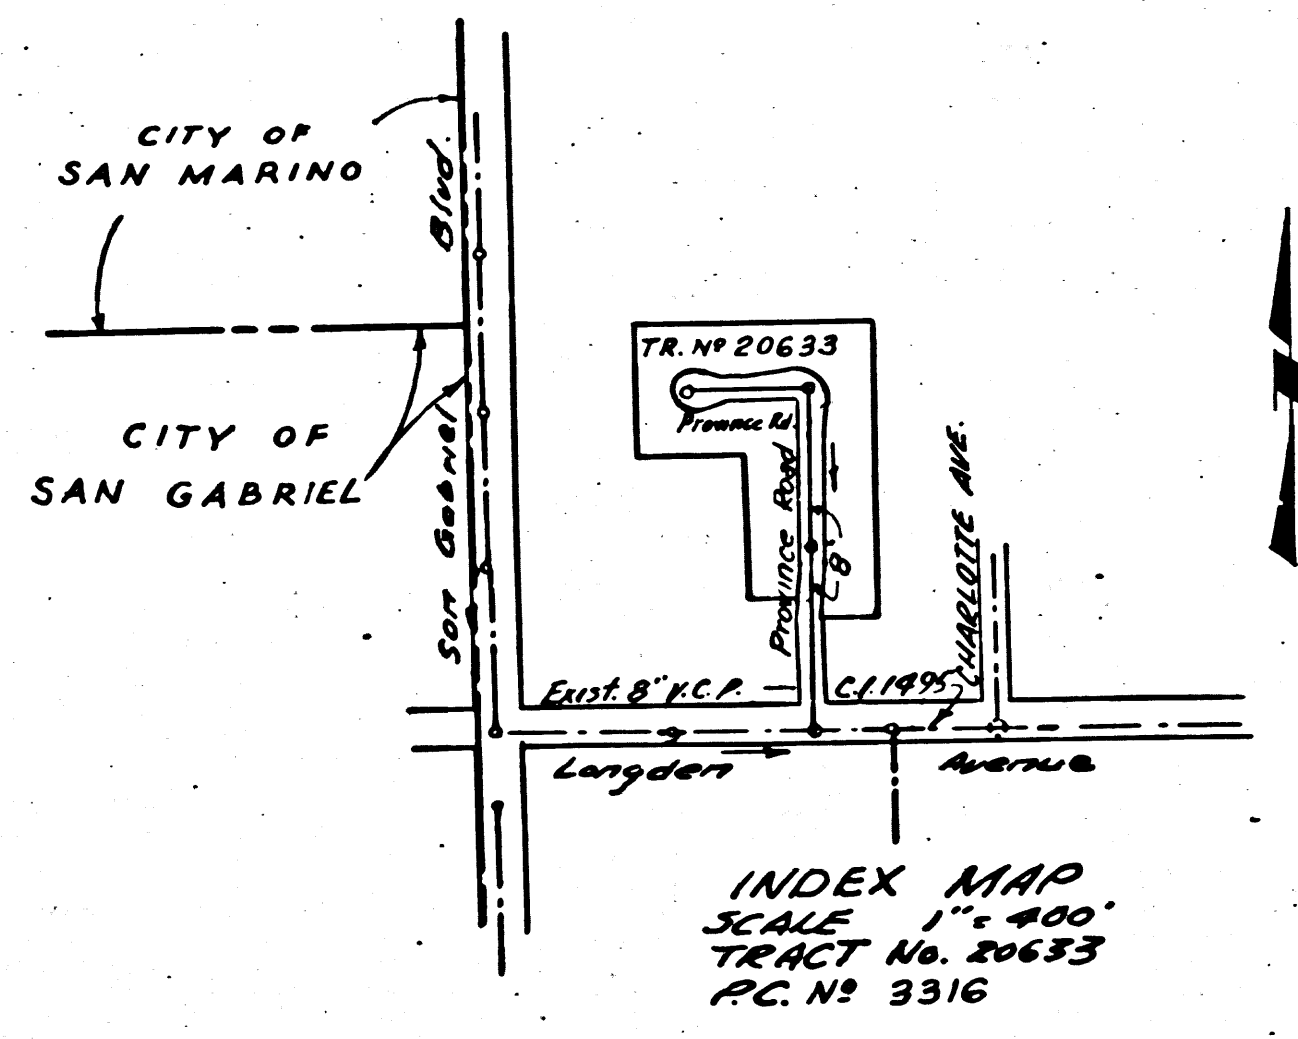 CITY OF
SAN MARINO
Blvd.
San Gabriel
CITY OF
SAN GABRIEL
TR. Nº 20633
Province Rd.
Province Road
8"
CHARLOTTE AVE.
Exist. 8" V.C.P.
C.I. 1495
Longden
Avenue
INDEX MAP
SCALE 1" = 400'
TRACT No. 20633
P.C. Nº 3316